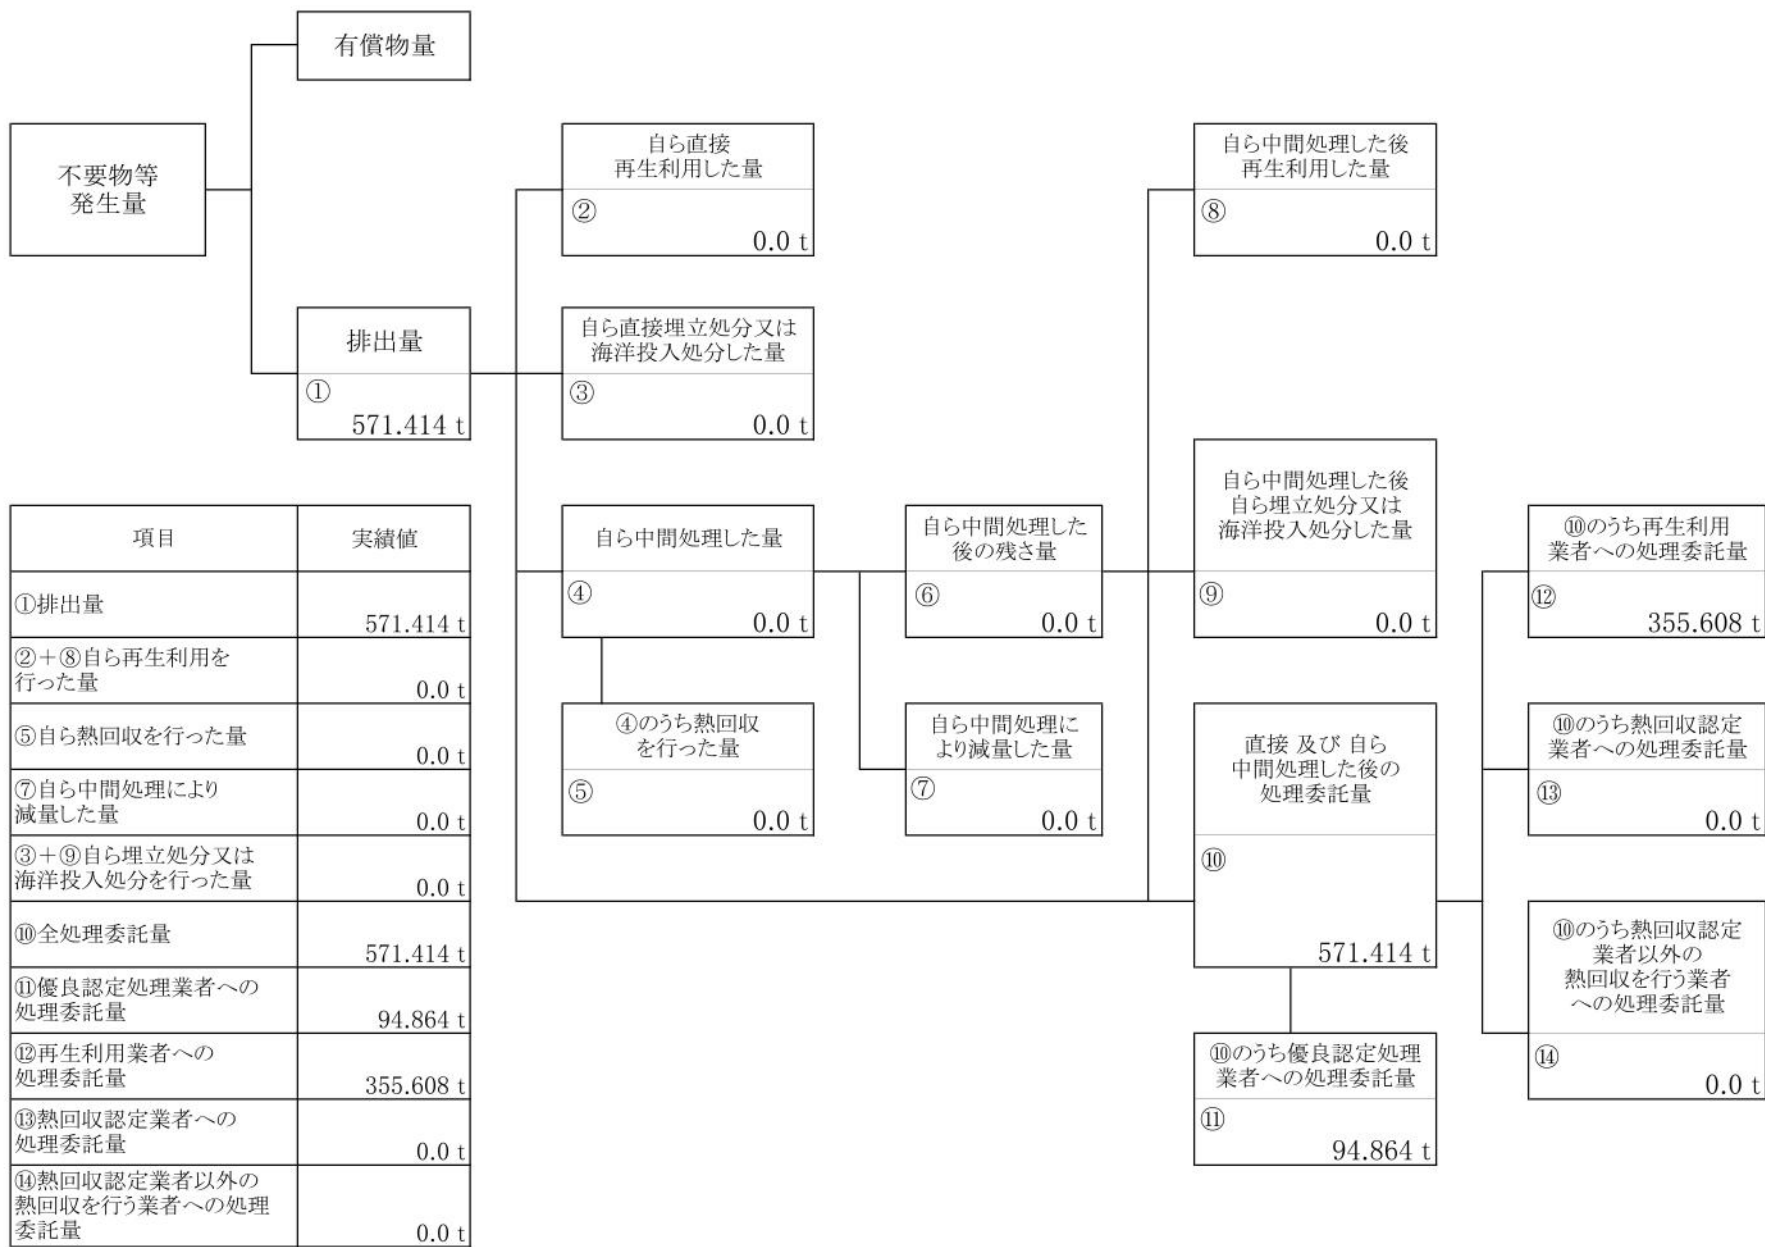 有償物量
不要物等
発生量
排出量
①
571.414 t
自ら直接
再生利用した量
②
0.0 t
自ら直接埋立処分又は
海洋投入処分した量
③
0.0 t
自ら中間処理した量
④
0.0 t
④のうち熱回収
を行った量
⑤
0.0 t
自ら中間処理した
後の残さ量
⑥
0.0 t
自ら中間処理に
より減量した量
⑦
0.0 t
自ら中間処理した後
再生利用した量
⑧
0.0 t
自ら中間処理した後
自ら埋立処分又は
海洋投入処分した量
⑨
0.0 t
直接 及び 自ら
中間処理した後の
処理委託量
⑩
571.414 t
⑩のうち優良認定処理
業者への処理委託量
⑪
94.864 t
⑩のうち再生利用
業者への処理委託量
⑫
355.608 t
⑩のうち熱回収認定
業者への処理委託量
⑬
0.0 t
⑩のうち熱回収認定
業者以外の
熱回収を行う業者
への処理委託量
⑭
0.0 t
項目
実績値
①排出量
571.414 t
②+⑧自ら再生利用を
行った量
0.0 t
⑤自ら熱回収を行った量
0.0 t
⑦自ら中間処理により
減量した量
0.0 t
③+⑨自ら埋立処分又は
海洋投入処分を行った量
0.0 t
⑩全処理委託量
571.414 t
⑪優良認定処理業者への
処理委託量
94.864 t
⑫再生利用業者への
処理委託量
355.608 t
⑬熱回収認定業者への
処理委託量
0.0 t
⑭熱回収認定業者以外の
熱回収を行う業者への処理
委託量
0.0 t